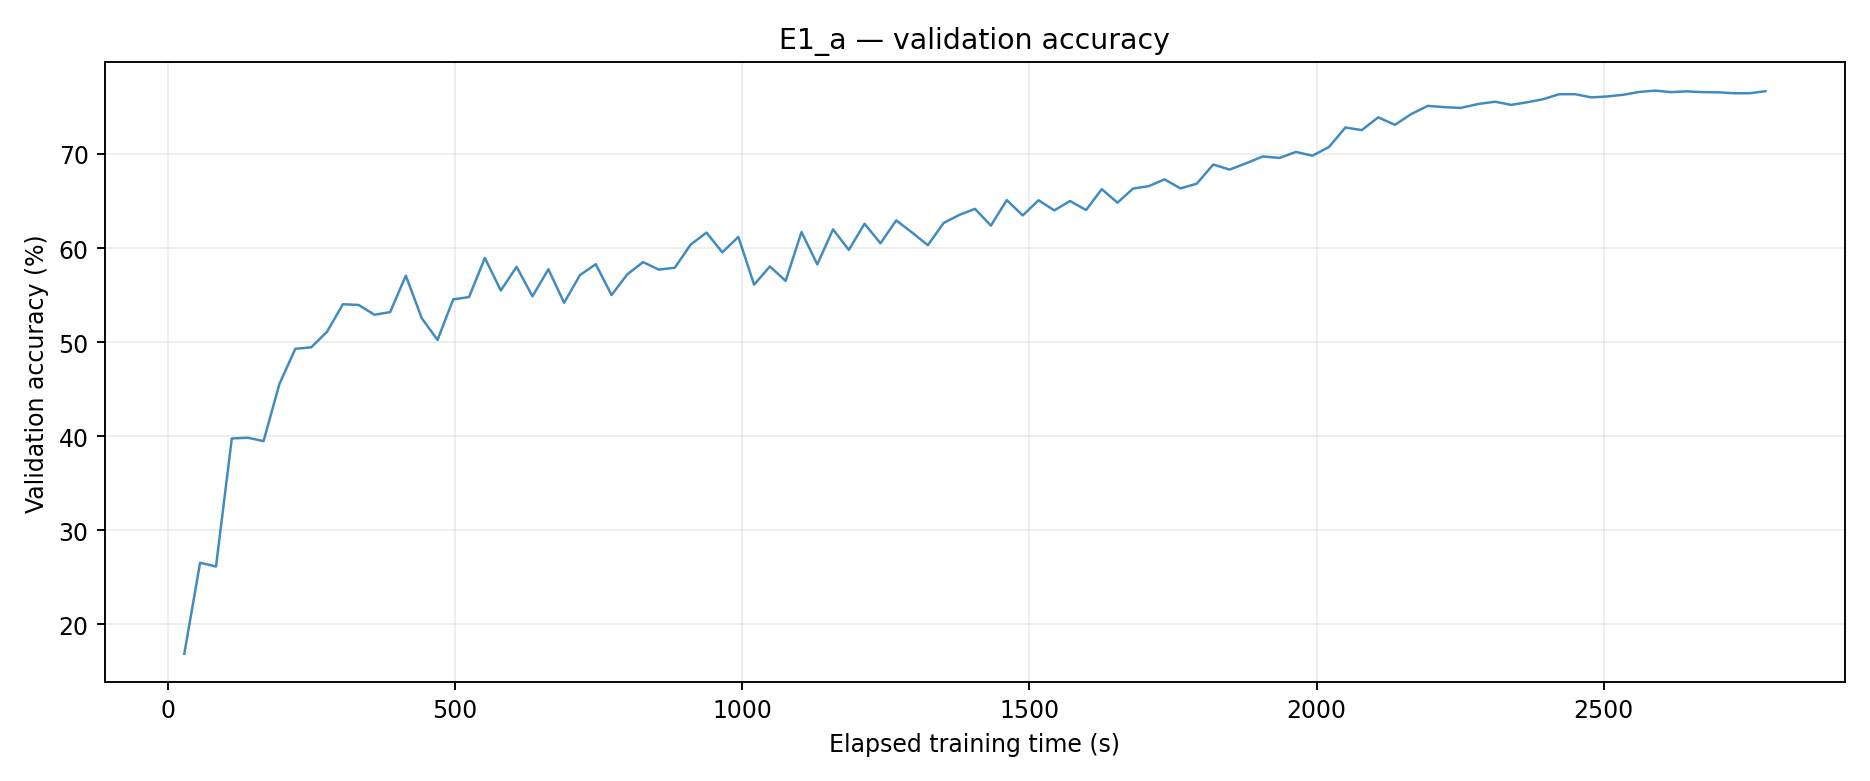 E1_a — validation accuracy
Validation accuracy (%)
70
60
50
40
30
20
0 500 1000 1500 2000 2500
Elapsed training time (s)